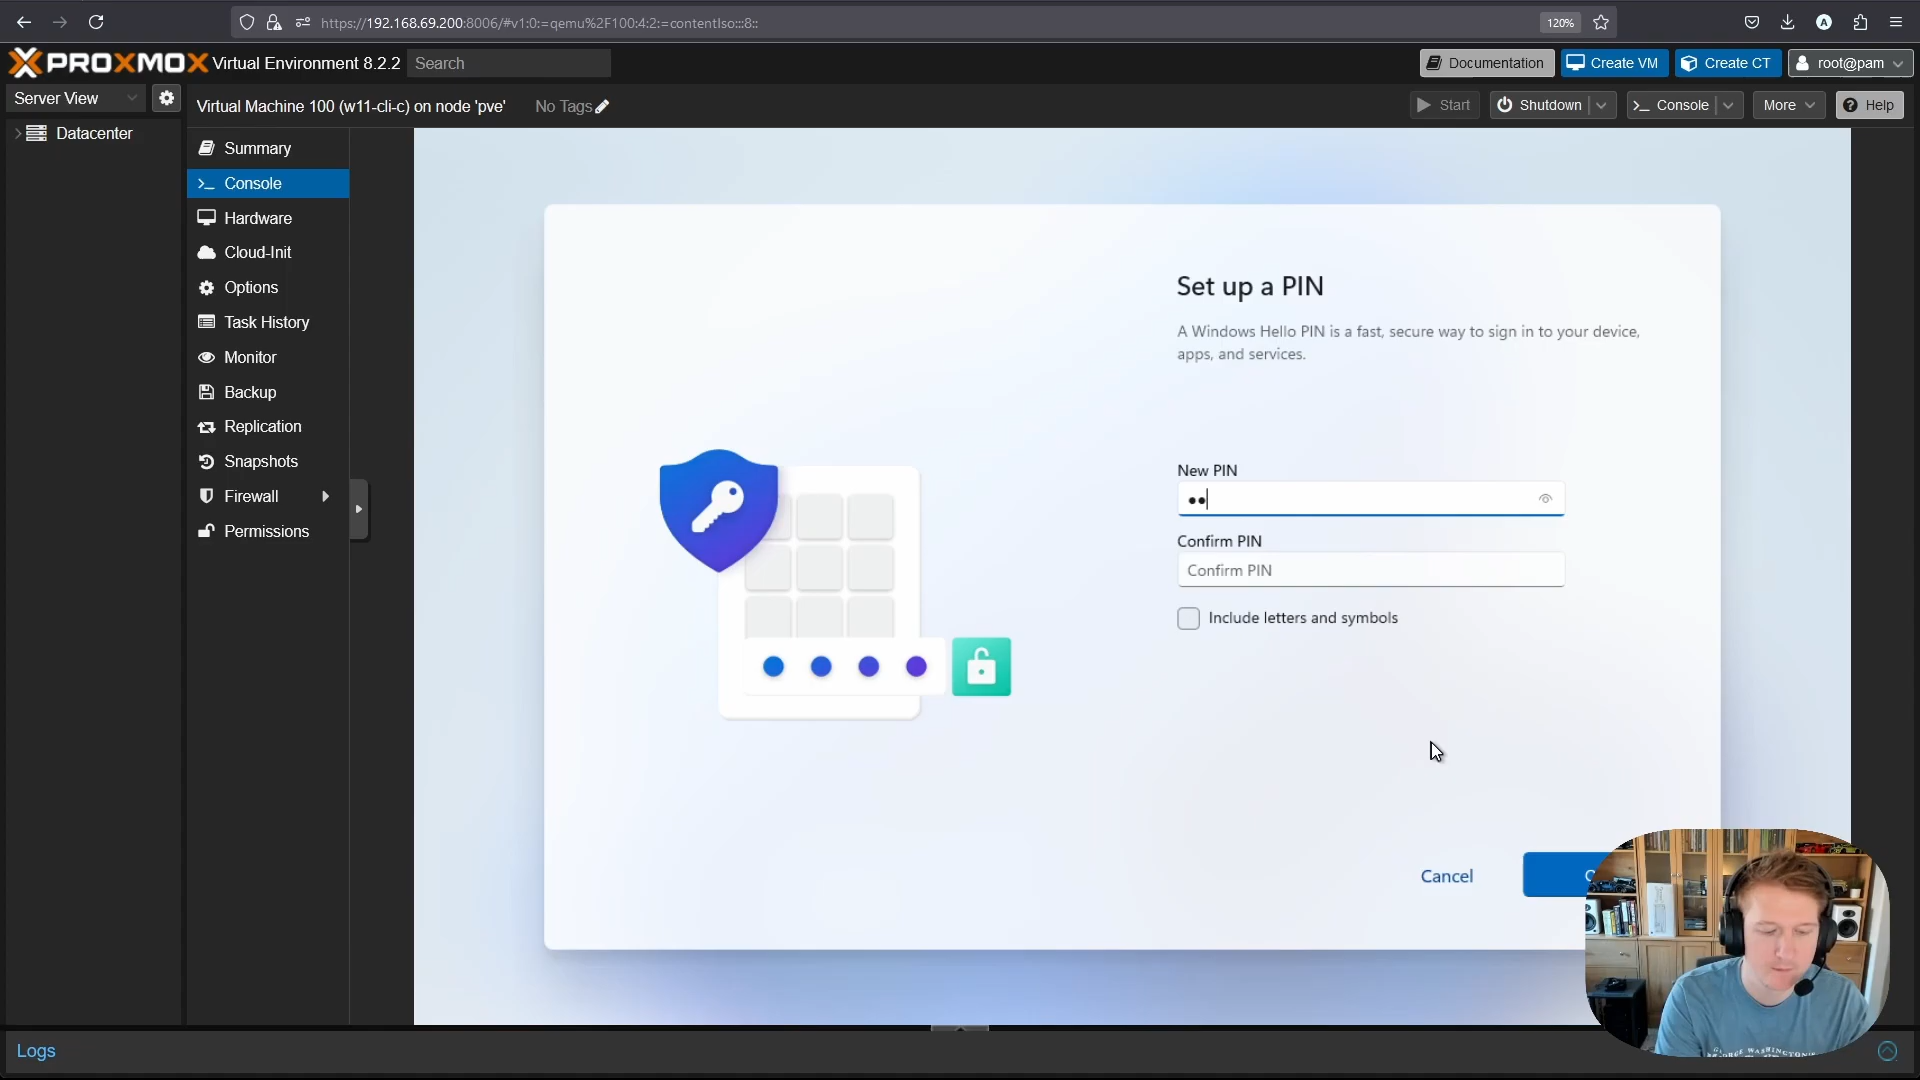 https://192.168.69.200:8006/#v1:0:=qemu%2F100:4:2:=contentIso:::8::
120%
A
PROXMOX Virtual Environment 8.2.2
Search
Documentation
Create VM
Create CT
root@pam
Server View
Virtual Machine 100 (w11-cli-c) on node 'pve'
No Tags
Start
Shutdown
Console
More
Help
Datacenter
Summary
Console
Hardware
Cloud-Init
Options
Task History
Monitor
Backup
Replication
Snapshots
Firewall
Permissions
Set up a PIN
A Windows Hello PIN is a fast, secure way to sign in to your device,
apps, and services.
New PIN
Confirm PIN
Confirm PIN
Include letters and symbols
Cancel
Logs